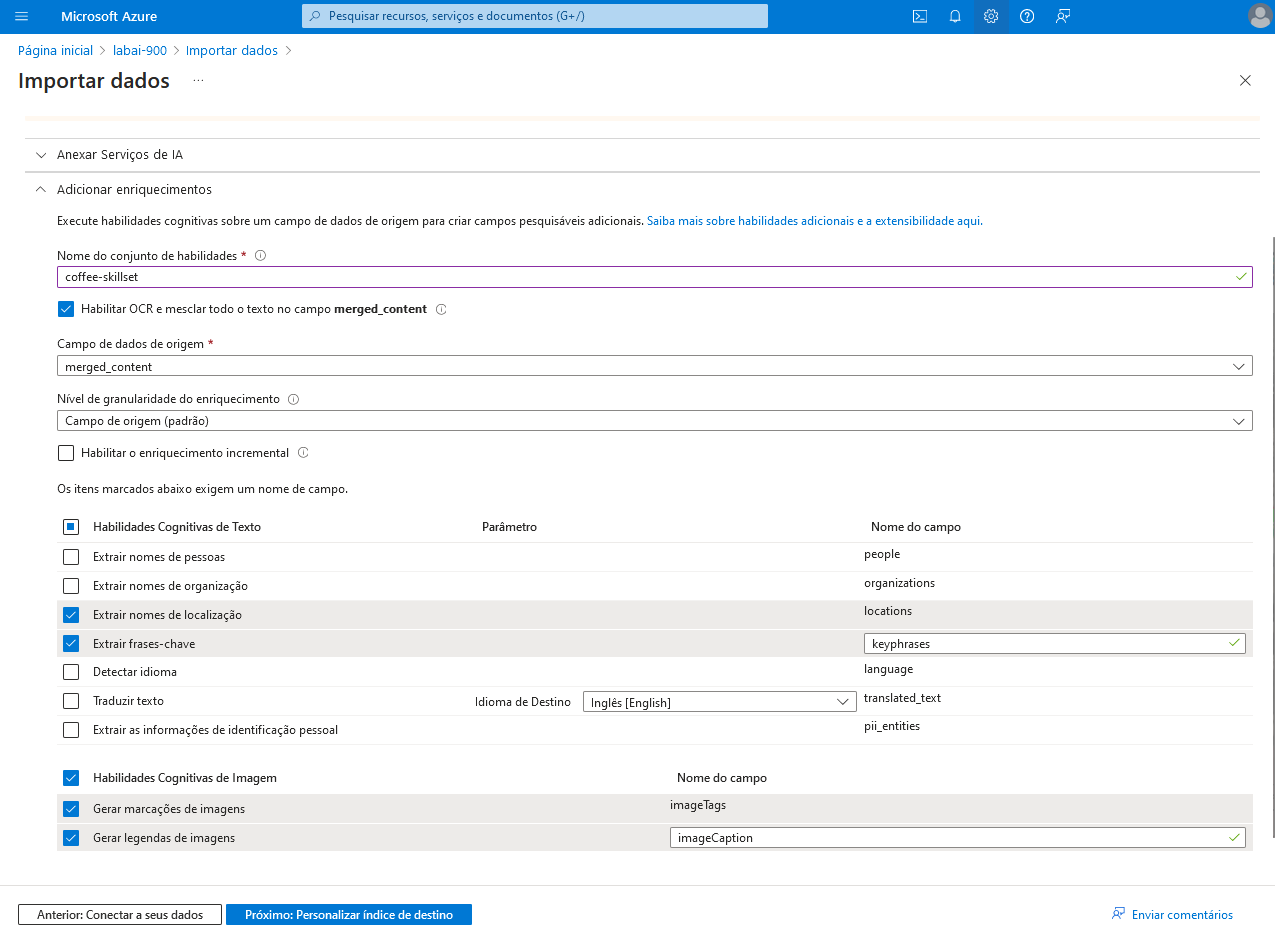 Microsoft Azure
Pesquisar recursos, serviços e documentos (G+/)
Página inicial > labai-900 > Importar dados >
Importar dados ...
Anexar Serviços de IA
Adicionar enriquecimentos
Execute habilidades cognitivas sobre um campo de dados de origem para criar campos pesquisáveis adicionais. Saiba mais sobre habilidades adicionais e a extensibilidade aqui.
Nome do conjunto de habilidades *
coffee-skillset
Habilitar OCR e mesclar todo o texto no campo merged_content
Campo de dados de origem *
merged_content
Nível de granularidade do enriquecimento
Campo de origem (padrão)
Habilitar o enriquecimento incremental
Os itens marcados abaixo exigem um nome de campo.
Habilidades Cognitivas de Texto Parâmetro Nome do campo
Extrair nomes de pessoas people
Extrair nomes de organização organizations
Extrair nomes de localização locations
Extrair frases-chave keyphrases
Detectar idioma language
Traduzir texto Idioma de Destino Inglês [English] translated_text
Extrair as informações de identificação pessoal pii_entities
Habilidades Cognitivas de Imagem Nome do campo
Gerar marcações de imagens imageTags
Gerar legendas de imagens imageCaption
Anterior: Conectar a seus dados Próximo: Personalizar índice de destino Enviar comentários